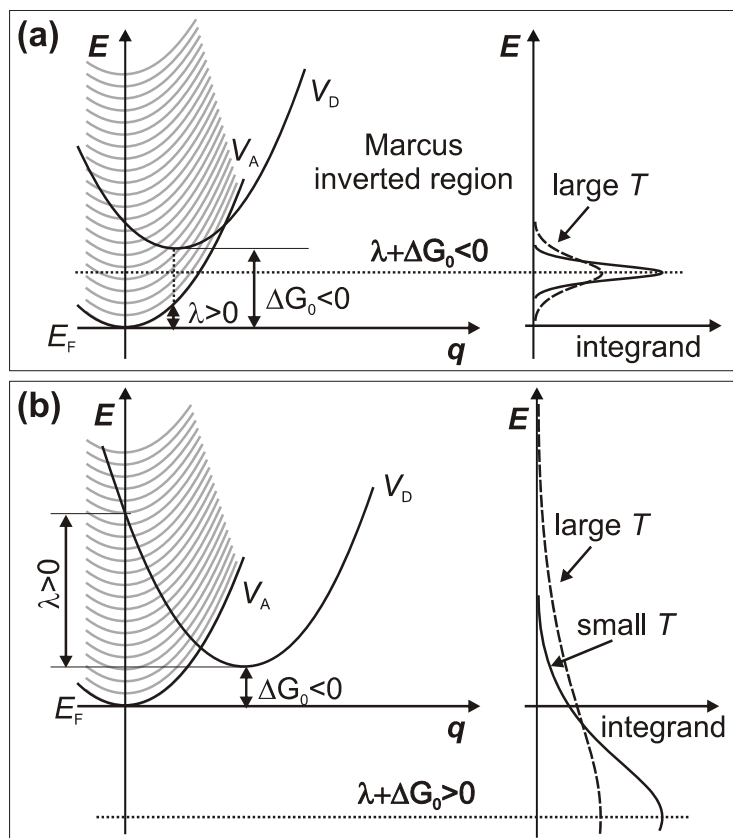 (a)
E
V_D
V_A
Marcus
inverted region
E
large T
λ+ΔG₀<0
ΔG₀<0
λ>0
E_F
q
integrand
(b)
E
V_D
λ>0
V_A
ΔG₀<0
E_F
q
λ+ΔG₀>0
E
large T
small T
integrand